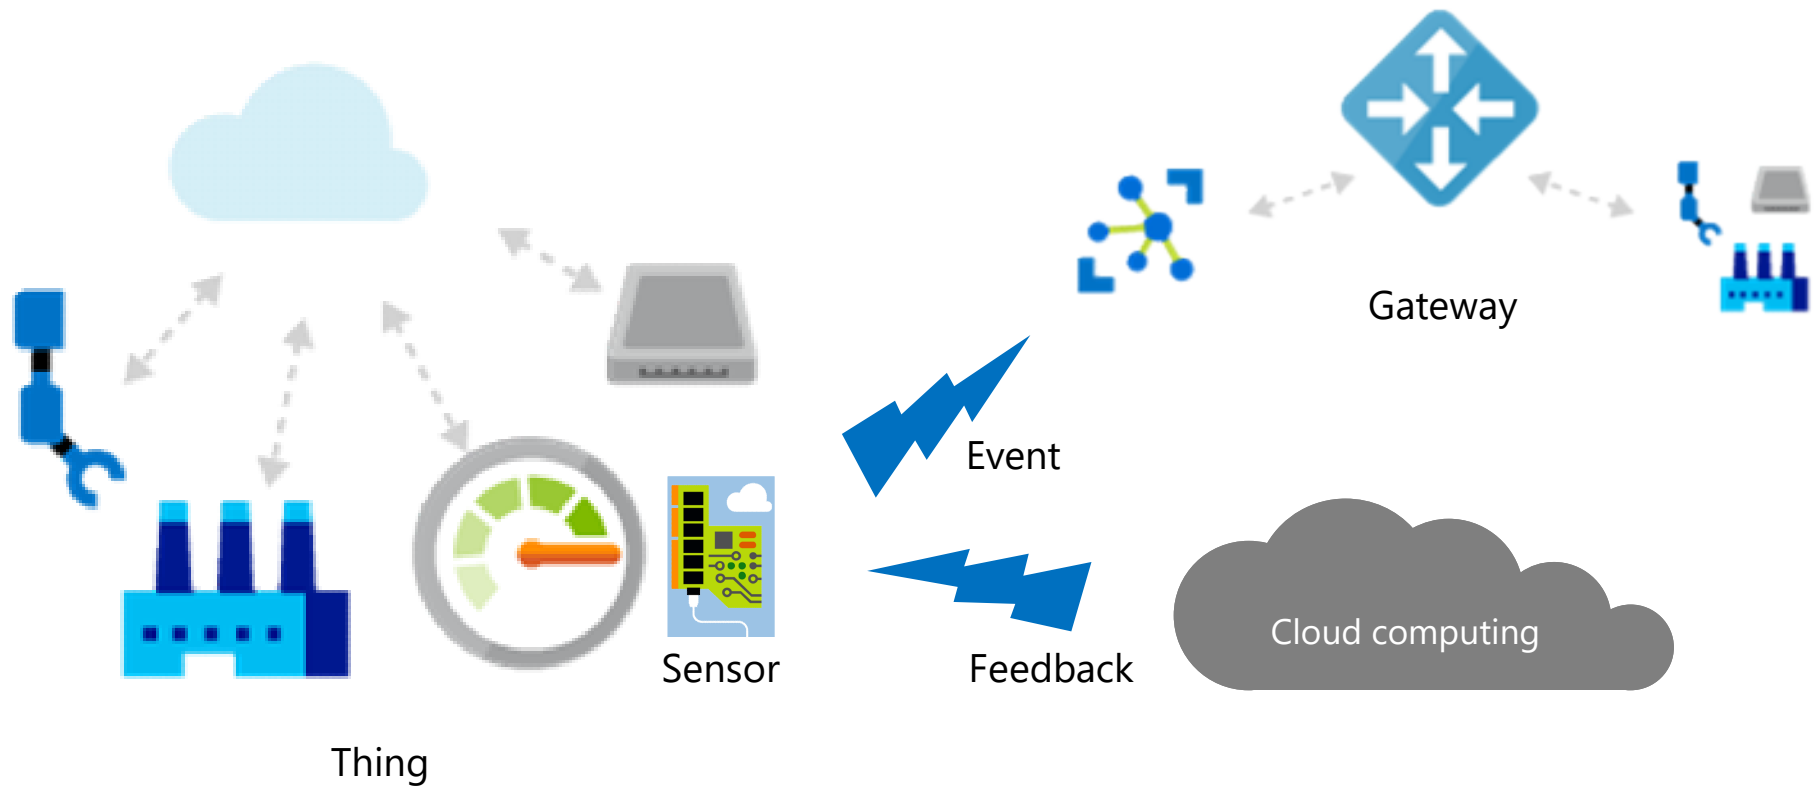 Gateway
Event
Cloud computing
Sensor
Feedback
Thing